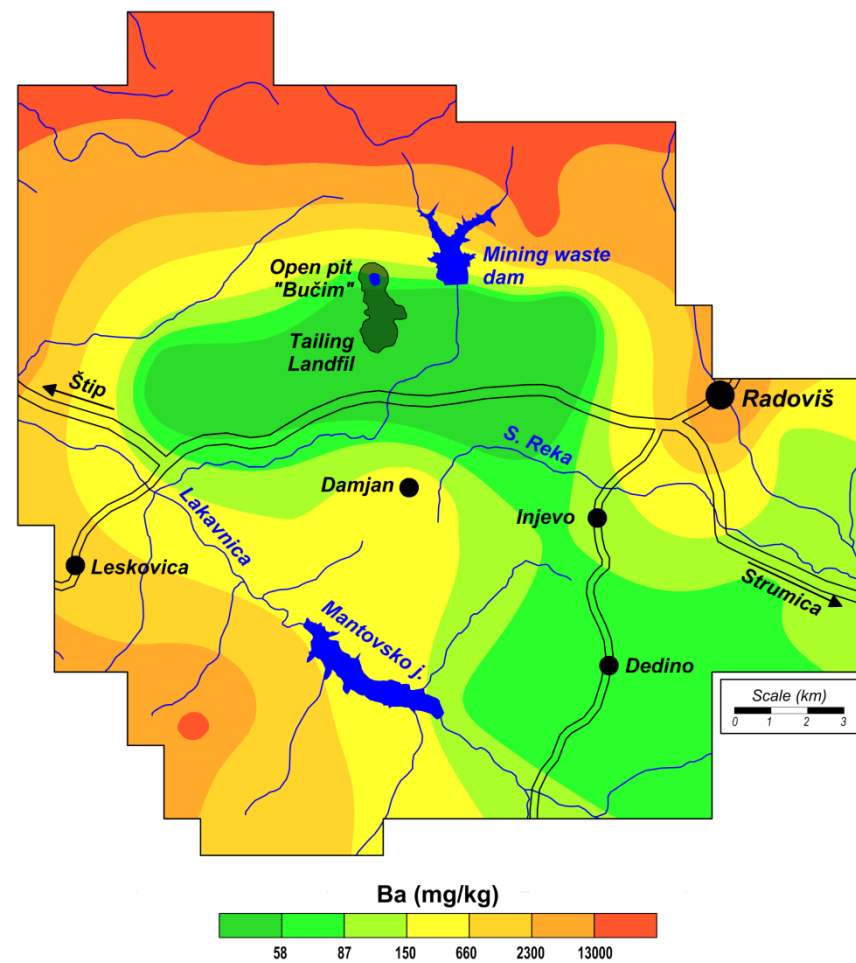 Mining waste
dam
Open pit
"Bučim"
Tailing
Landfil
Štip
Radoviš
S. Reka
Damjan
Lakavnica
Injevo
Leskovica
Strumica
Mantovsko j.
Dedino
Scale (km)
0 1 2 3
Ba (mg/kg)
58 87 150 660 2300 13000